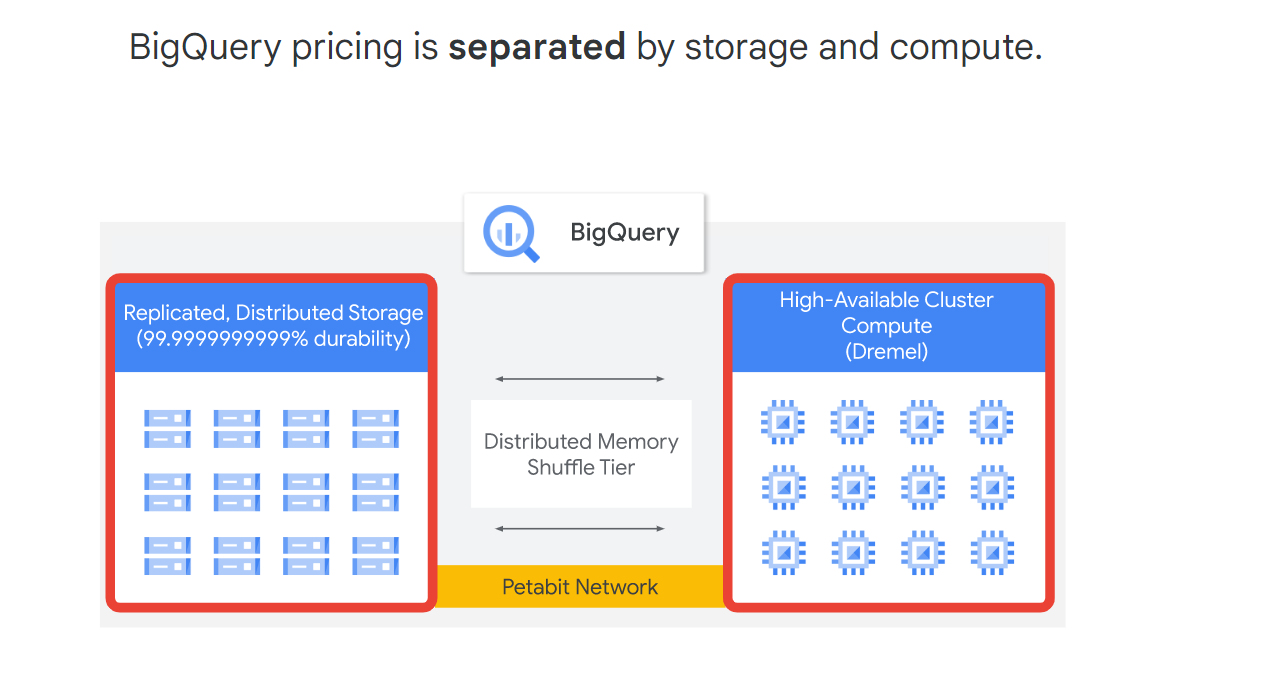 BigQuery pricing is separated by storage and compute.
BigQuery
Replicated, Distributed Storage
(99.9999999999% durability)
High-Available Cluster
Compute
(Dremel)
Distributed Memory
Shuffle Tier
Petabit Network